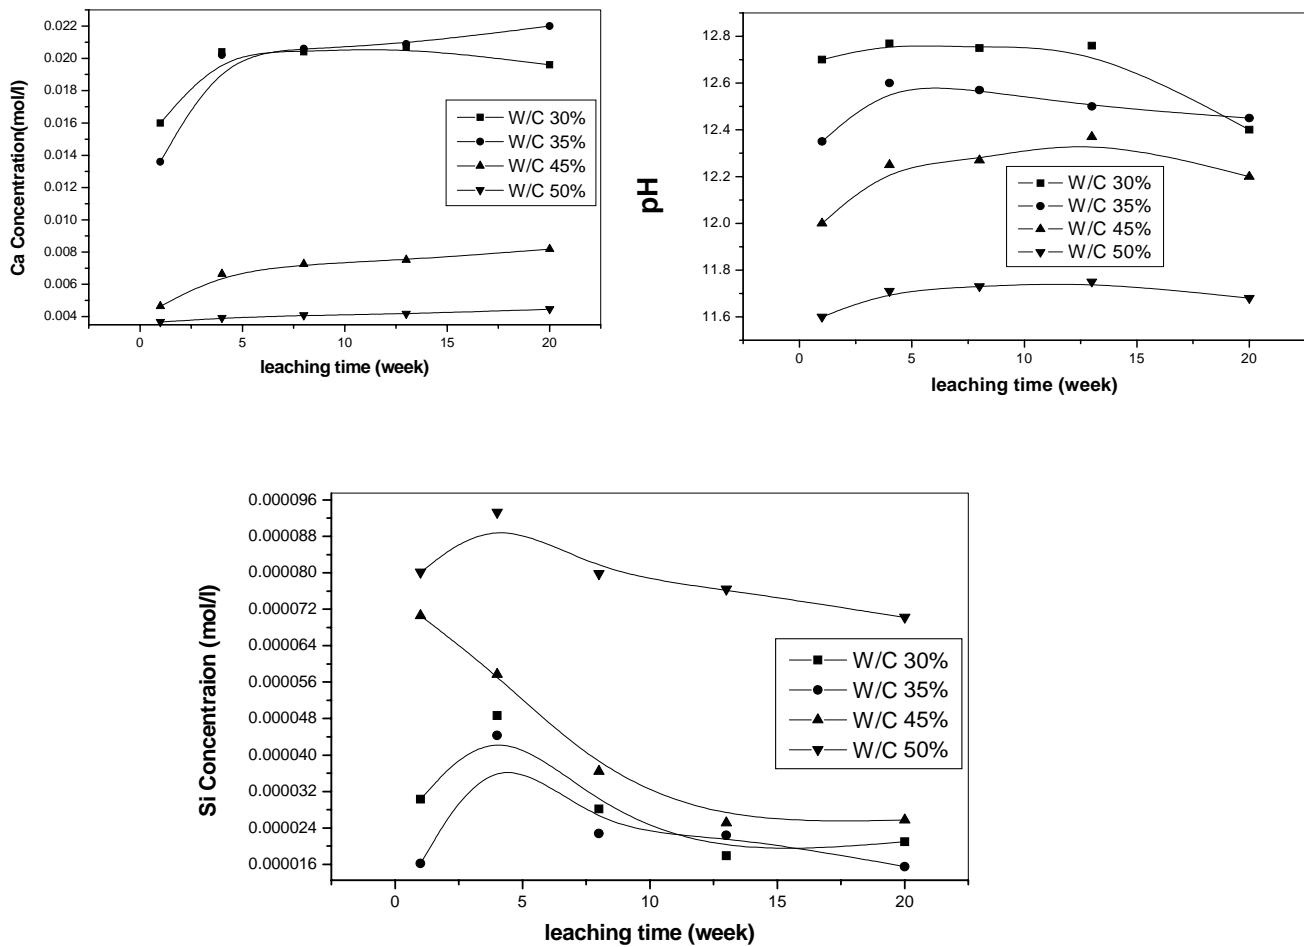 Ca Concentration(mol/l)
0.022
0.020
0.018
0.016
0.014
0.012
0.010
0.008
0.006
0.004
W/C 30%
W/C 35%
W/C 45%
W/C 50%
0 5 10 15 20
leaching time (week)
pH
12.8
12.6
12.4
12.2
12.0
11.8
11.6
W/C 30%
W/C 35%
W/C 45%
W/C 50%
0 5 10 15 20
leaching time (week)
Si Concentraion (mol/l)
0.000096
0.000088
0.000080
0.000072
0.000064
0.000056
0.000048
0.000040
0.000032
0.000024
0.000016
W/C 30%
W/C 35%
W/C 45%
W/C 50%
0 5 10 15 20
leaching time (week)